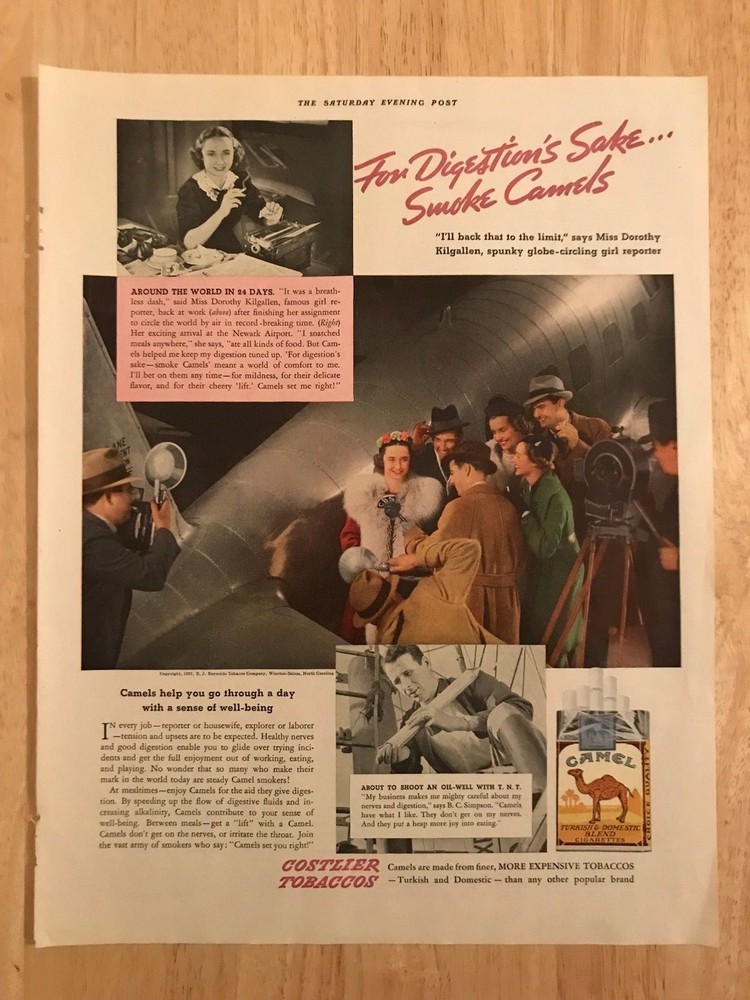 THE SATURDAY EVENING POST
For Digestion's Sake...
Smoke Camels
"I'll back that to the limit," says Miss Dorothy
Kilgallen, spunky globe-circling girl reporter
AROUND THE WORLD IN 24 DAYS. "It was a breath-
less dash," said Miss Dorothy Kilgallen, famous girl re-
porter, back at work (above) after finishing her assignment
to circle the world by air in record-breaking time. (Right)
Her exciting arrival at the Newark Airport. "I snatched
meals anywhere," she says, "ate all kinds of food. But Cam-
els helped me keep my digestion tuned up. 'For digestion's
sake—smoke Camels' meant a world of comfort to me.
I'll bet on them any time—for mildness, for their delicate
flavor, and for their cheery 'lift.' Camels set me right!"
Copyright, 1937, R. J. Reynolds Tobacco Company, Winston-Salem, North Carolina
Camels help you go through a day
with a sense of well-being
IN every job—reporter or housewife, explorer or laborer
—tension and upsets are to be expected. Healthy nerves
and good digestion enable you to glide over trying inci-
dents and get the full enjoyment out of working, eating,
and playing. No wonder that so many who make their
mark in the world today are steady Camel smokers!
At mealtimes—enjoy Camels for the aid they give diges-
tion. By speeding up the flow of digestive fluids and in-
creasing alkalinity, Camels contribute to your sense of
well-being. Between meals—get a "lift" with a Camel.
Camels don't get on the nerves, or irritate the throat. Join
the vast army of smokers who say: "Camels set you right!"
ABOUT TO SHOOT AN OIL-WELL WITH T. N. T.
"My business makes me mighty careful about my
nerves and digestion," says B. C. Simpson. "Camels
have what I like. They don't get on my nerves.
And they put a heap more joy into eating."
CAMEL
TURKISH & DOMESTIC
BLEND
CIGARETTES
CHOICE QUALITY
COSTLIER
TOBACCOS
Camels are made from finer, MORE EXPENSIVE TOBACCOS
—Turkish and Domestic—than any other popular brand